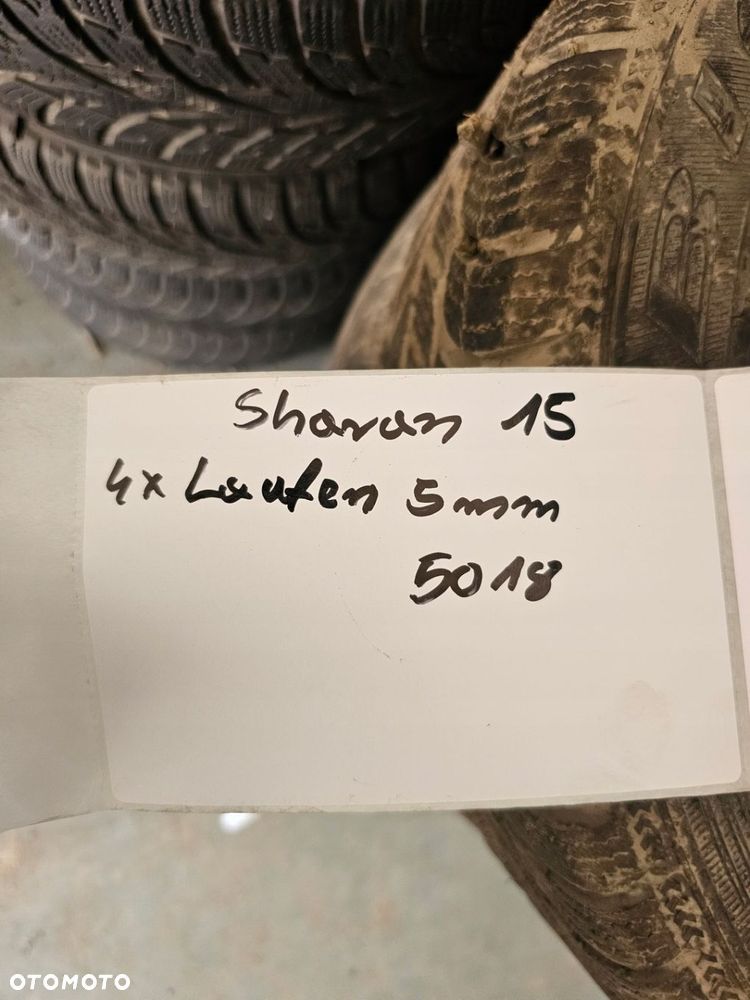 Sharan 15
4x Laufen 5mm
5018
OTOMOTO